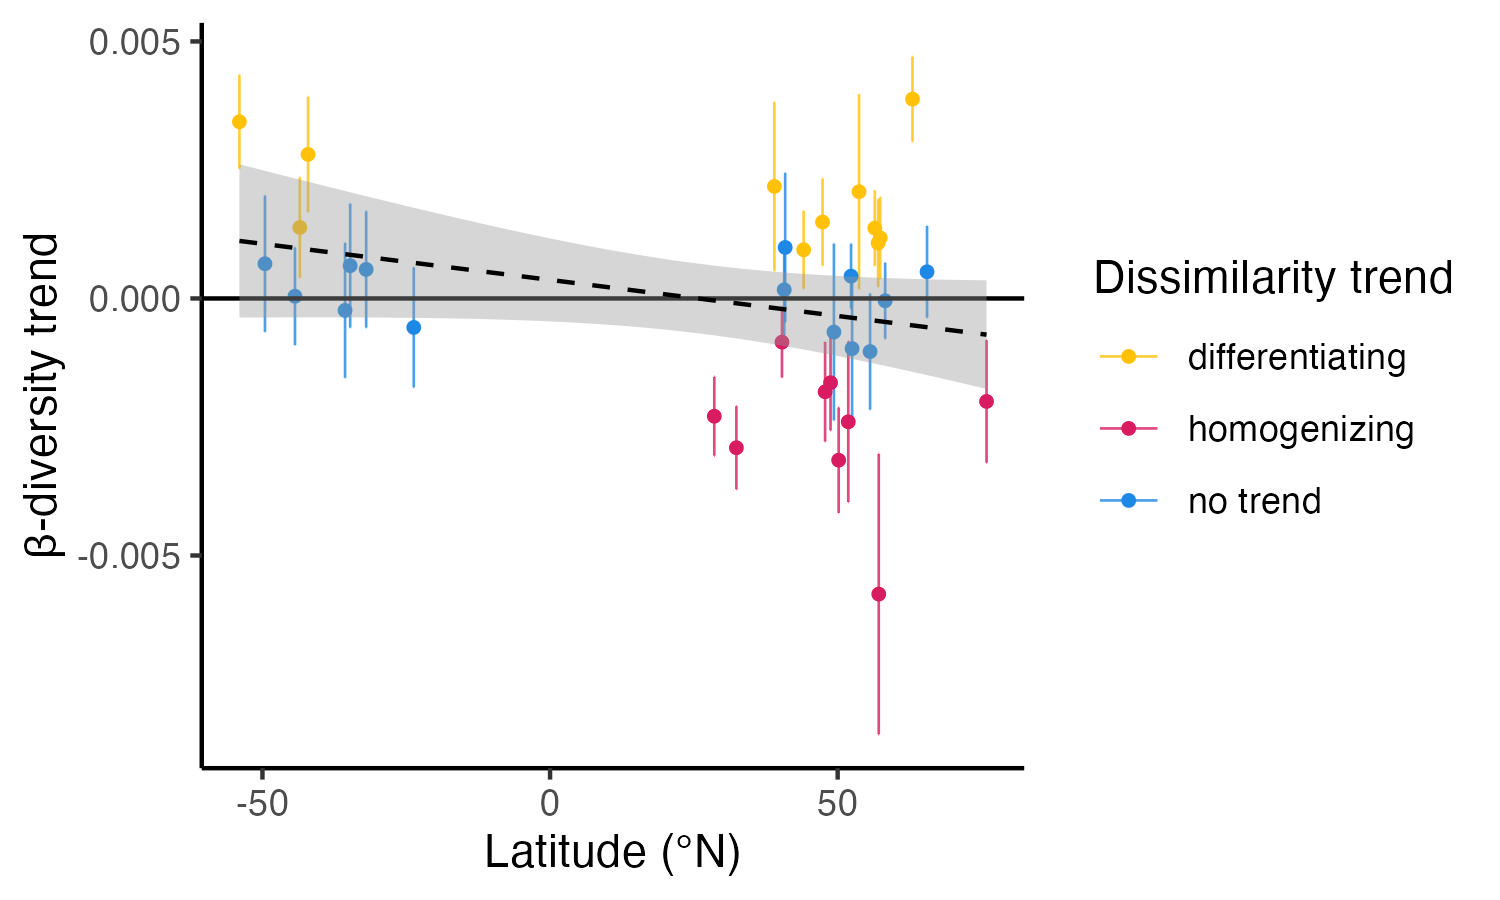 0.005
0.000
-0.005
β-diversity trend
-50
0
50
Latitude (°N)
Dissimilarity trend
differentiating
homogenizing
no trend